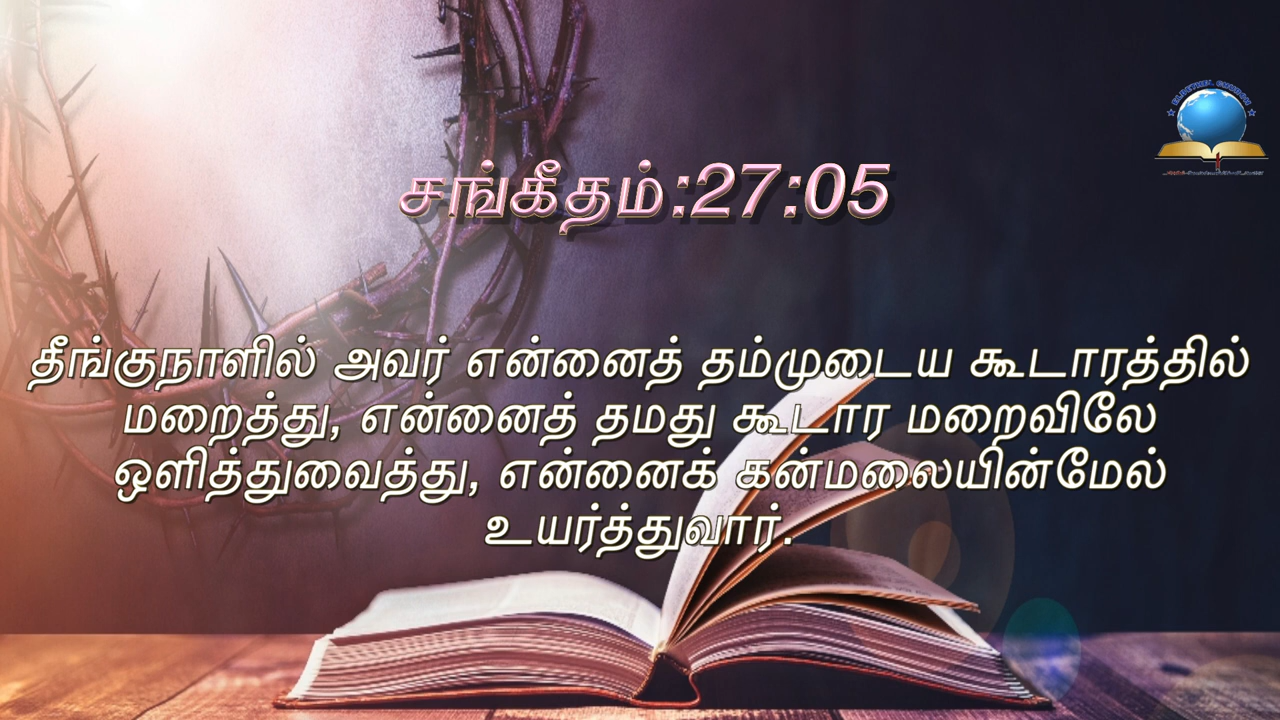 சங்கீதம்:27:05
தீங்குநாளில் அவர் என்னைத் தம்முடைய கூடாரத்தில்
மறைத்து, என்னைத் தமது கூடார மறைவிலே
ஒளித்துவைத்து, என்னைக் கன்மலையின்மேல்
உயர்த்துவார்.